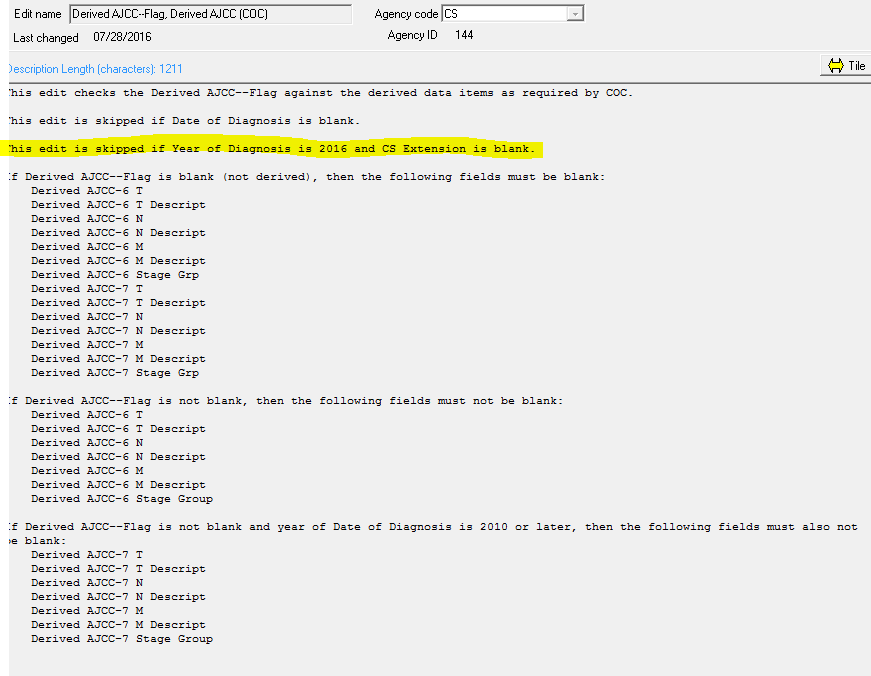 Edit name Derived AJCC--Flag, Derived AJCC (COC) Agency code CS
Last changed 07/28/2016 Agency ID 144
Description Length (characters): 1211 Tile
This edit checks the Derived AJCC--Flag against the derived data items as required by COC.
This edit is skipped if Date of Diagnosis is blank.
This edit is skipped if Year of Diagnosis is 2016 and CS Extension is blank.
If Derived AJCC--Flag is blank (not derived), then the following fields must be blank:
Derived AJCC-6 T
Derived AJCC-6 T Descript
Derived AJCC-6 N
Derived AJCC-6 N Descript
Derived AJCC-6 M
Derived AJCC-6 M Descript
Derived AJCC-6 Stage Grp
Derived AJCC-7 T
Derived AJCC-7 T Descript
Derived AJCC-7 N
Derived AJCC-7 N Descript
Derived AJCC-7 M
Derived AJCC-7 M Descript
Derived AJCC-7 Stage Grp
If Derived AJCC--Flag is not blank, then the following fields must not be blank:
Derived AJCC-6 T
Derived AJCC-6 T Descript
Derived AJCC-6 N
Derived AJCC-6 N Descript
Derived AJCC-6 M
Derived AJCC-6 M Descript
Derived AJCC-6 Stage Group
If Derived AJCC--Flag is not blank and year of Date of Diagnosis is 2010 or later, then the following fields must also not
be blank:
Derived AJCC-7 T
Derived AJCC-7 T Descript
Derived AJCC-7 N
Derived AJCC-7 N Descript
Derived AJCC-7 M
Derived AJCC-7 M Descript
Derived AJCC-7 Stage Group